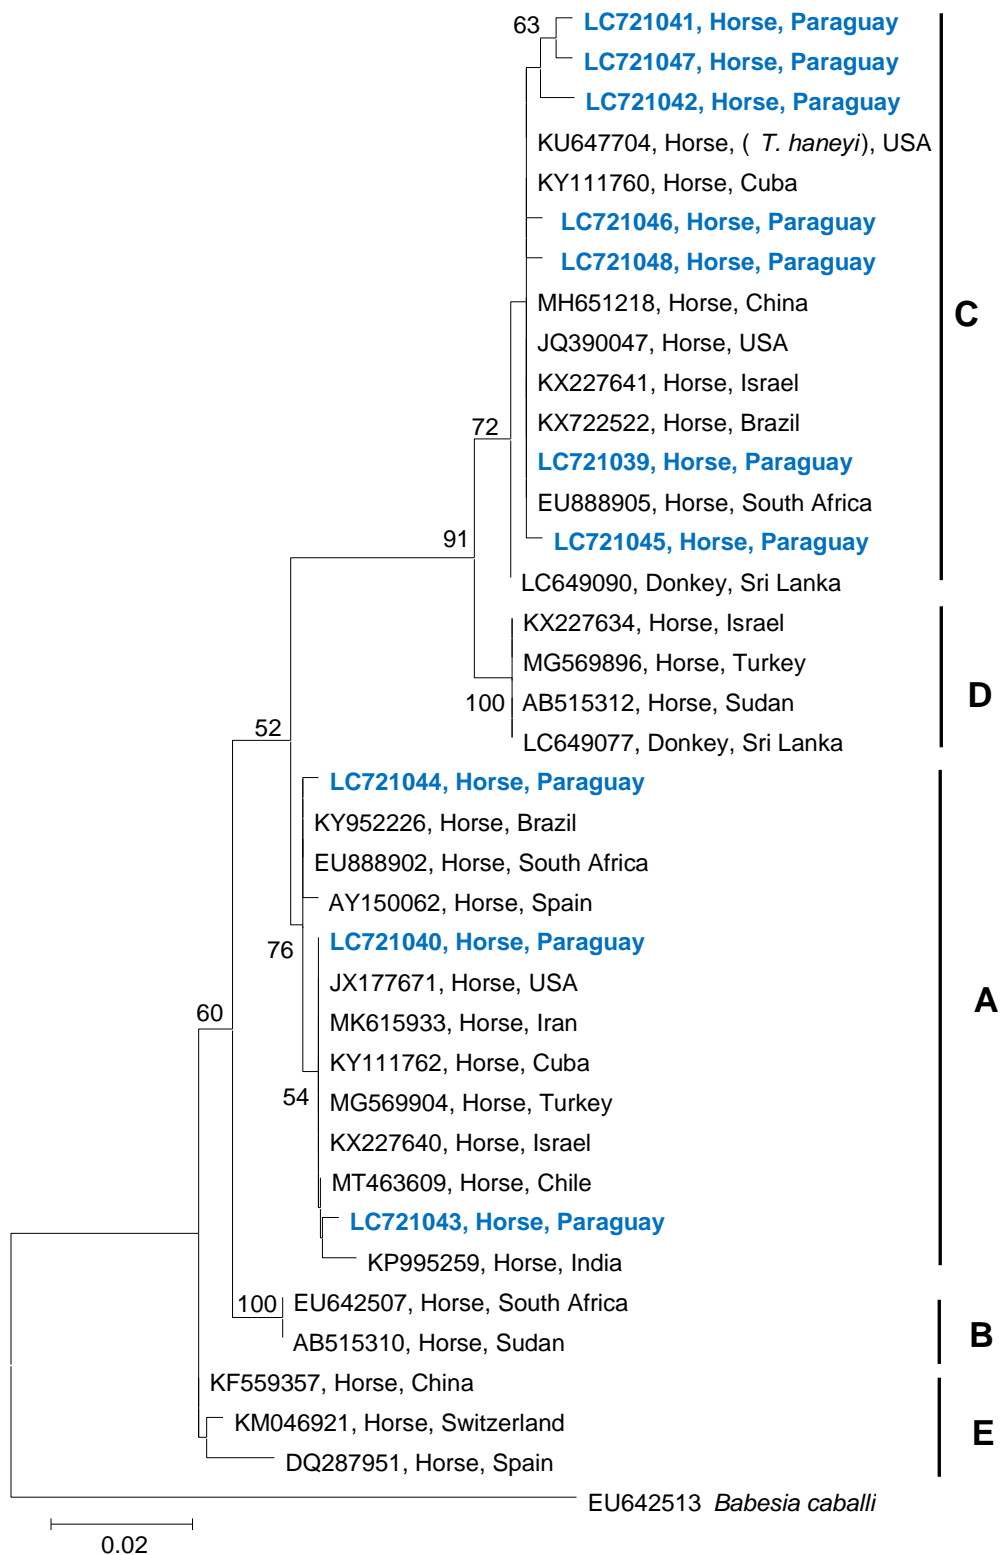 63
LC721041, Horse, Paraguay
LC721047, Horse, Paraguay
LC721042, Horse, Paraguay
KU647704, Horse, ( T. haneyi), USA
KY111760, Horse, Cuba
LC721046, Horse, Paraguay
LC721048, Horse, Paraguay
MH651218, Horse, China
C
JQ390047, Horse, USA
KX227641, Horse, Israel
72
KX722522, Horse, Brazil
LC721039, Horse, Paraguay
EU888905, Horse, South Africa
91
LC721045, Horse, Paraguay
LC649090, Donkey, Sri Lanka
KX227634, Horse, Israel
MG569896, Horse, Turkey
D
100
AB515312, Horse, Sudan
52
LC649077, Donkey, Sri Lanka
LC721044, Horse, Paraguay
KY952226, Horse, Brazil
EU888902, Horse, South Africa
AY150062, Horse, Spain
76
LC721040, Horse, Paraguay
JX177671, Horse, USA
A
60
MK615933, Horse, Iran
KY111762, Horse, Cuba
54
MG569904, Horse, Turkey
KX227640, Horse, Israel
MT463609, Horse, Chile
LC721043, Horse, Paraguay
KP995259, Horse, India
100
EU642507, Horse, South Africa
B
AB515310, Horse, Sudan
KF559357, Horse, China
KM046921, Horse, Switzerland
E
DQ287951, Horse, Spain
EU642513 Babesia caballi
0.02